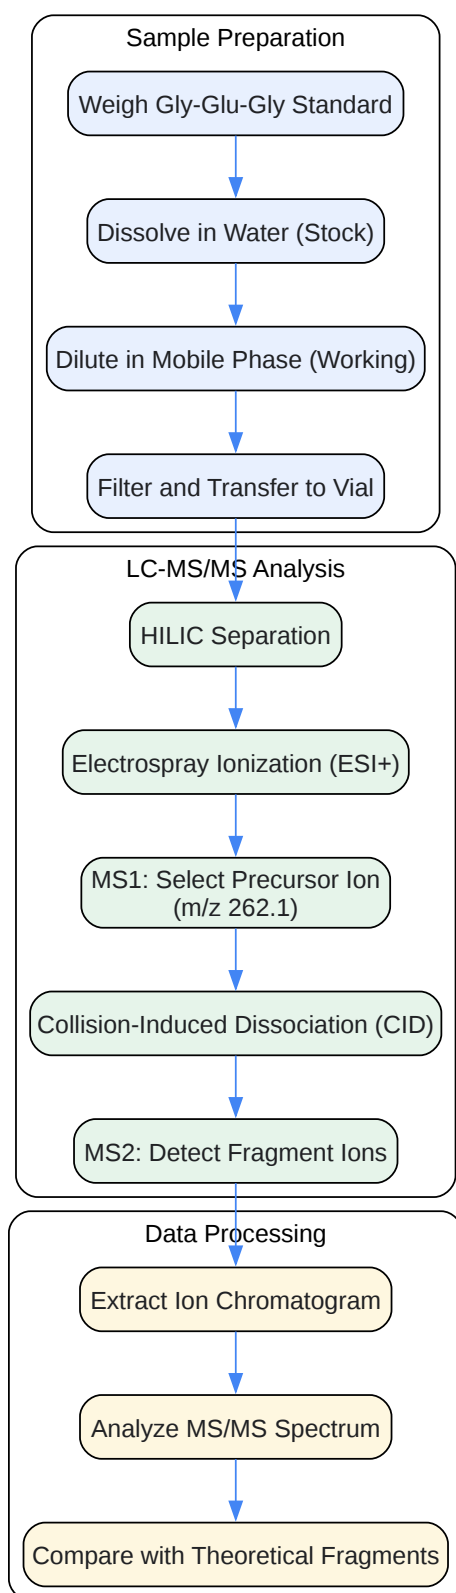 Sample Preparation
Weigh Gly-Glu-Gly Standard
Dissolve in Water (Stock)
Dilute in Mobile Phase (Working)
Filter and Transfer to Vial
LC-MS/MS Analysis
HILIC Separation
Electrospray Ionization (ESI+)
MS1: Select Precursor Ion
(m/z 262.1)
Collision-Induced Dissociation (CID)
MS2: Detect Fragment Ions
Data Processing
Extract Ion Chromatogram
Analyze MS/MS Spectrum
Compare with Theoretical Fragments